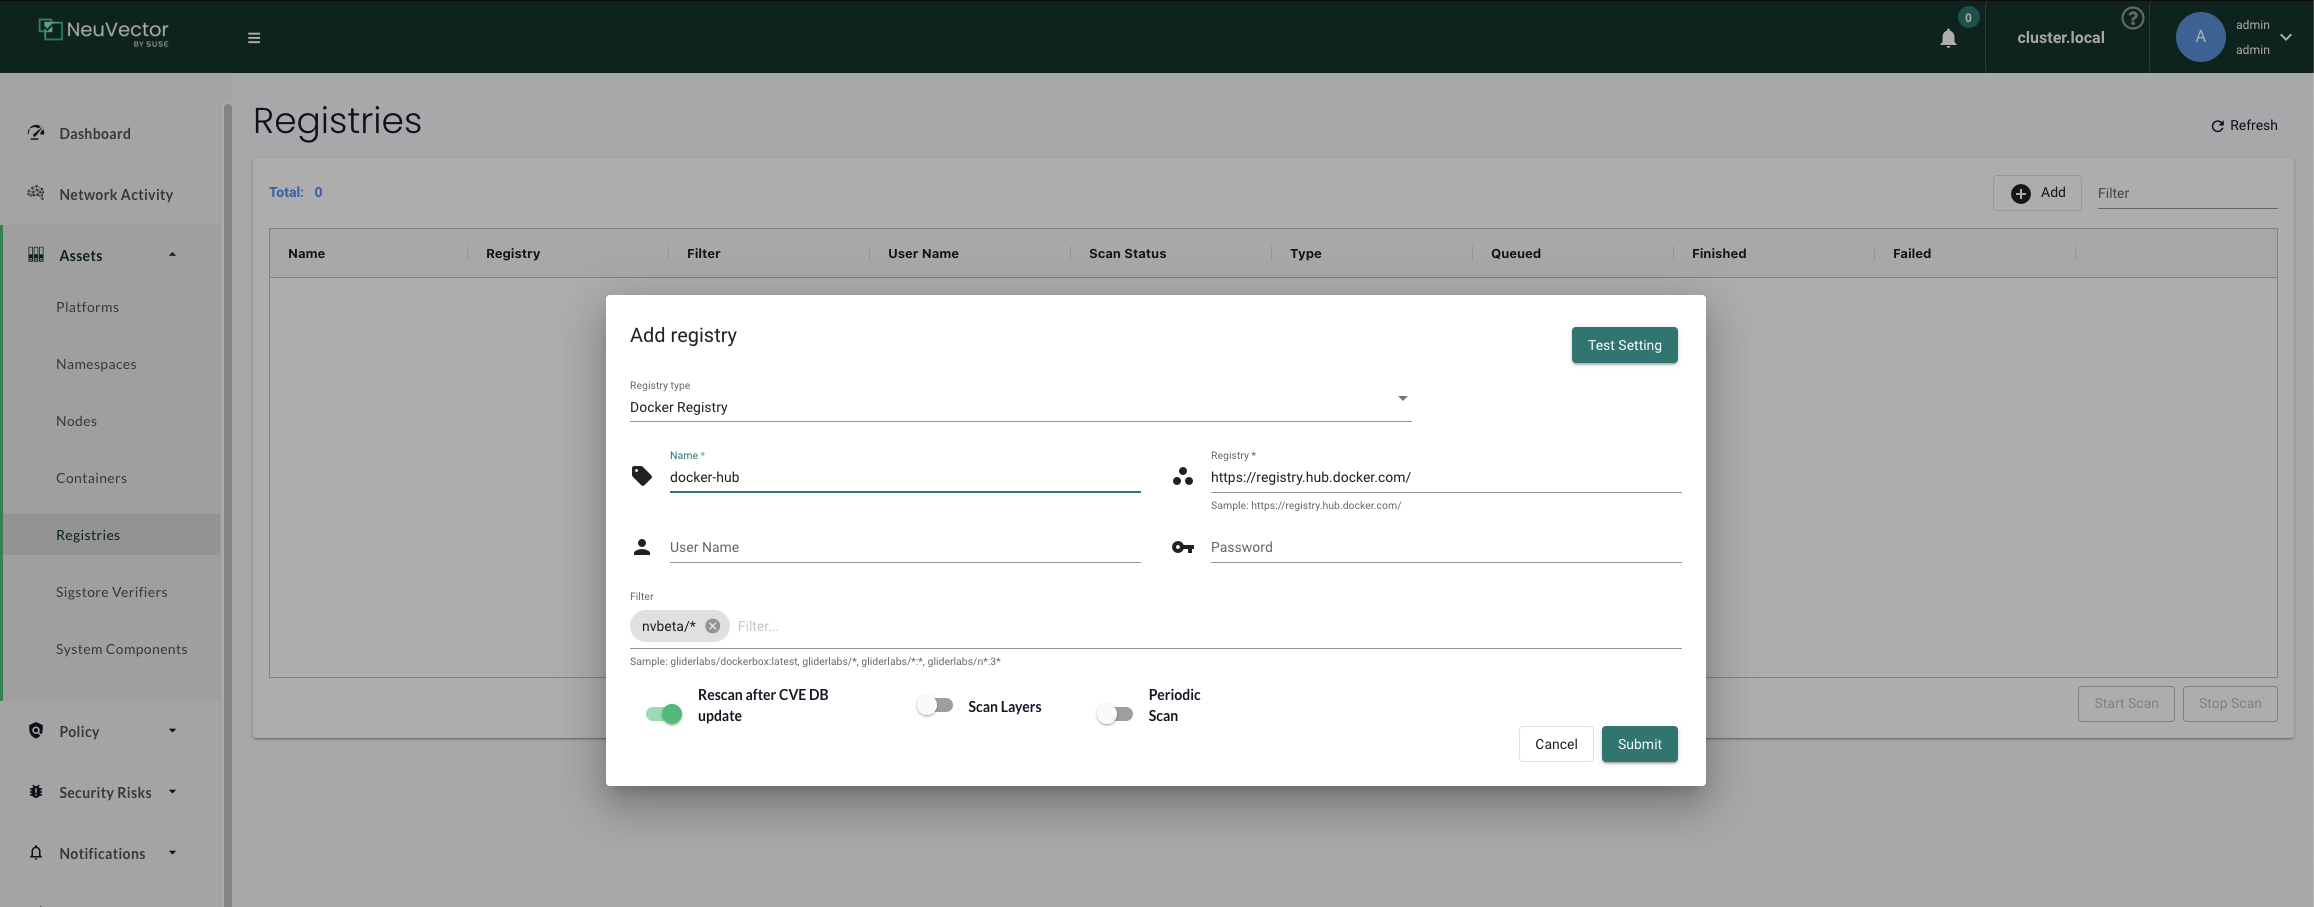 NeuVector
BY SUSE
0
cluster.local
A
admin
admin
Dashboard
Network Activity
Assets
Platforms
Namespaces
Nodes
Containers
Registries
Sigstore Verifiers
System Components
Policy
Security Risks
Notifications
Registries
Refresh
Total: 0
Add
Filter
Name Registry Filter User Name Scan Status Type Queued Finished Failed
Add registry
Test Setting
Registry type
Docker Registry
Name *
docker-hub
Registry *
https://registry.hub.docker.com/
Sample: https://registry.hub.docker.com/
User Name
Password
Filter
nvbeta/* Filter...
Sample: gliderlabs/dockerbox:latest, gliderlabs/*, gliderlabs/*:*, gliderlabs/n*:3*
Rescan after CVE DB
update
Scan Layers
Periodic
Scan
Cancel
Submit
Start Scan
Stop Scan